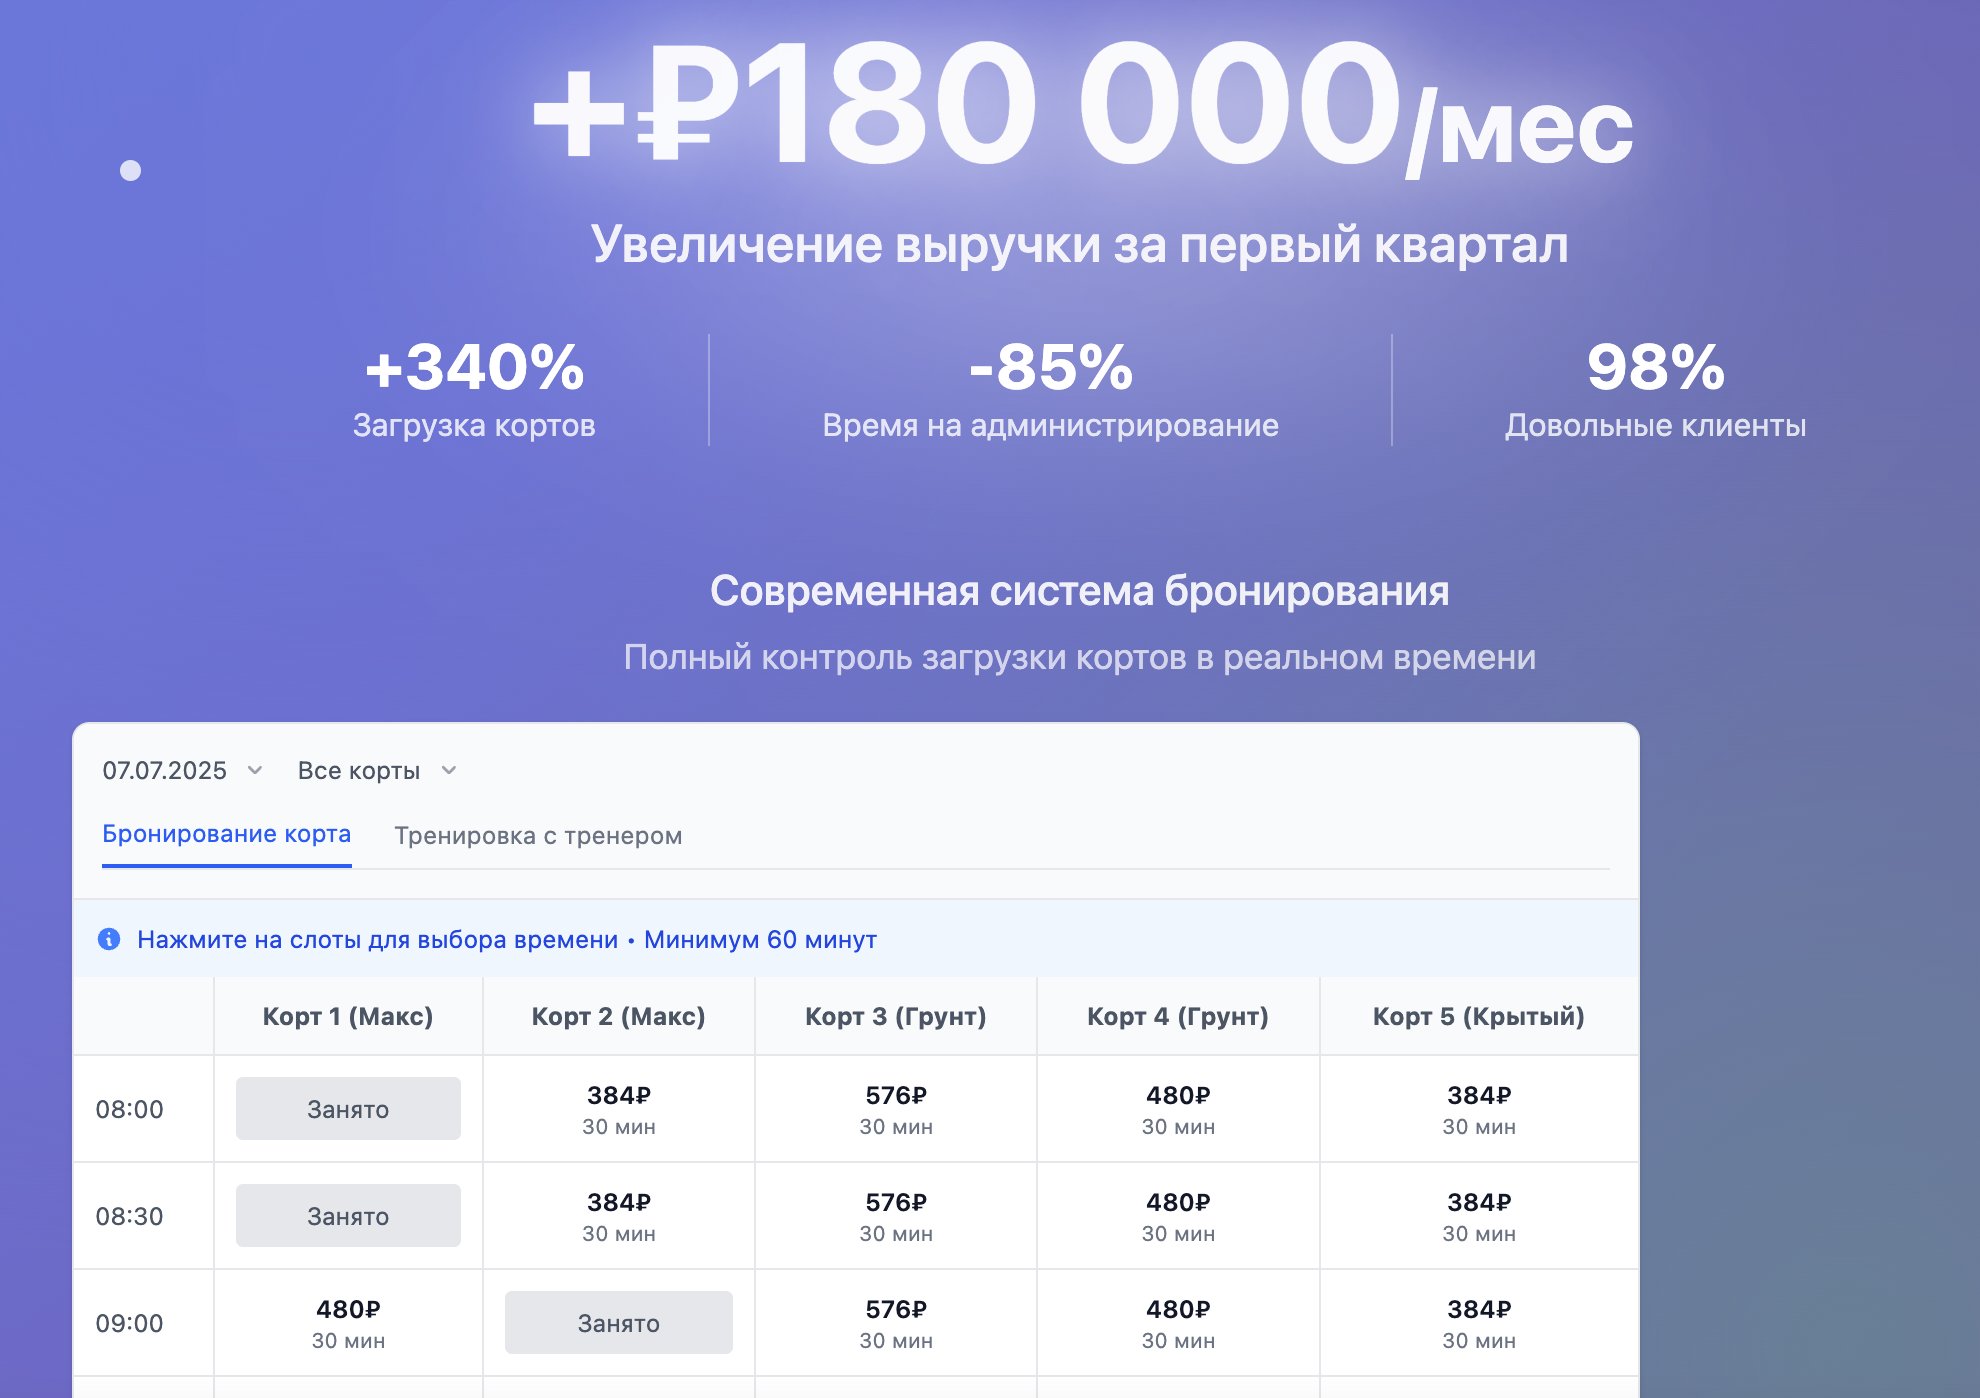 +₽180 000/мес
Увеличение выручки за первый квартал
+340% -85% 98%
Загрузка кортов Время на администрирование Довольные клиенты
Современная система бронирования
Полный контроль загрузки кортов в реальном времени
07.07.2025 Все корты
Бронирование корта Тренировка с тренером
Нажмите на слоты для выбора времени • Минимум 60 минут
Корт 1 (Макс) Корт 2 (Макс) Корт 3 (Грунт) Корт 4 (Грунт) Корт 5 (Крытый)
08:00 Занято 384₽ 576₽ 480₽ 384₽
30 мин 30 мин 30 мин 30 мин
08:30 Занято 384₽ 576₽ 480₽ 384₽
30 мин 30 мин 30 мин 30 мин
09:00 480₽ Занято 576₽ 480₽ 384₽
30 мин 30 мин 30 мин 30 мин